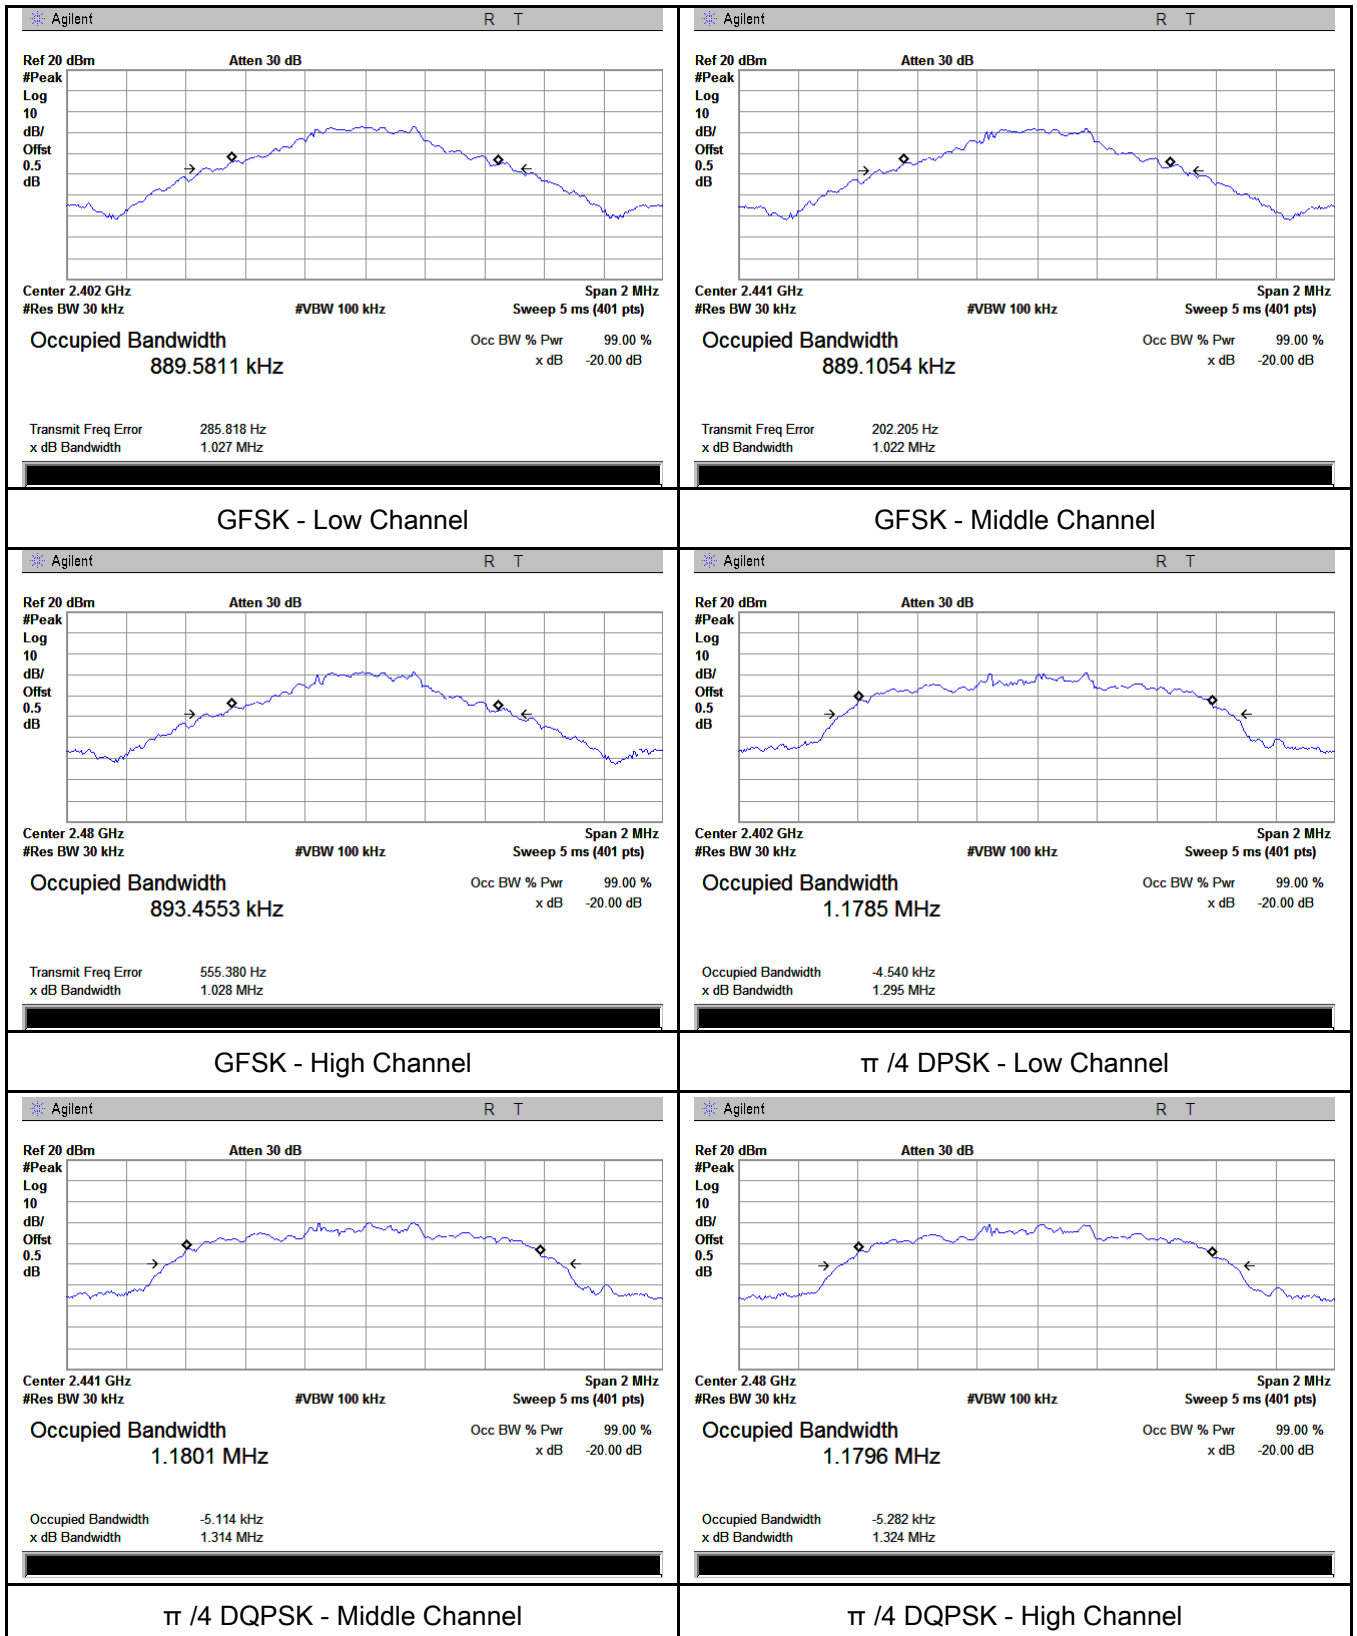 Agilent R T
Ref 20 dBm Atten 30 dB
#Peak
Log
10
dB/
Offst
0.5
dB
Center 2.402 GHz Span 2 MHz
#Res BW 30 kHz #VBW 100 kHz Sweep 5 ms (401 pts)
Occupied Bandwidth Occ BW % Pwr 99.00 %
889.5811 kHz x dB -20.00 dB
Transmit Freq Error 285.818 Hz
x dB Bandwidth 1.027 MHz
GFSK - Low Channel
Agilent R T
Ref 20 dBm Atten 30 dB
#Peak
Log
10
dB/
Offst
0.5
dB
Center 2.441 GHz Span 2 MHz
#Res BW 30 kHz #VBW 100 kHz Sweep 5 ms (401 pts)
Occupied Bandwidth Occ BW % Pwr 99.00 %
889.1054 kHz x dB -20.00 dB
Transmit Freq Error 202.205 Hz
x dB Bandwidth 1.022 MHz
GFSK - Middle Channel
Agilent R T
Ref 20 dBm Atten 30 dB
#Peak
Log
10
dB/
Offst
0.5
dB
Center 2.48 GHz Span 2 MHz
#Res BW 30 kHz #VBW 100 kHz Sweep 5 ms (401 pts)
Occupied Bandwidth Occ BW % Pwr 99.00 %
893.4553 kHz x dB -20.00 dB
Transmit Freq Error 555.380 Hz
x dB Bandwidth 1.028 MHz
GFSK - High Channel
Agilent R T
Ref 20 dBm Atten 30 dB
#Peak
Log
10
dB/
Offst
0.5
dB
Center 2.402 GHz Span 2 MHz
#Res BW 30 kHz #VBW 100 kHz Sweep 5 ms (401 pts)
Occupied Bandwidth Occ BW % Pwr 99.00 %
1.1785 MHz x dB -20.00 dB
Occupied Bandwidth -4.540 kHz
x dB Bandwidth 1.295 MHz
π /4 DPSK - Low Channel
Agilent R T
Ref 20 dBm Atten 30 dB
#Peak
Log
10
dB/
Offst
0.5
dB
Center 2.441 GHz Span 2 MHz
#Res BW 30 kHz #VBW 100 kHz Sweep 5 ms (401 pts)
Occupied Bandwidth Occ BW % Pwr 99.00 %
1.1801 MHz x dB -20.00 dB
Occupied Bandwidth -5.114 kHz
x dB Bandwidth 1.314 MHz
π /4 DQPSK - Middle Channel
Agilent R T
Ref 20 dBm Atten 30 dB
#Peak
Log
10
dB/
Offst
0.5
dB
Center 2.48 GHz Span 2 MHz
#Res BW 30 kHz #VBW 100 kHz Sweep 5 ms (401 pts)
Occupied Bandwidth Occ BW % Pwr 99.00 %
1.1796 MHz x dB -20.00 dB
Occupied Bandwidth -5.282 kHz
x dB Bandwidth 1.324 MHz
π /4 DQPSK - High Channel